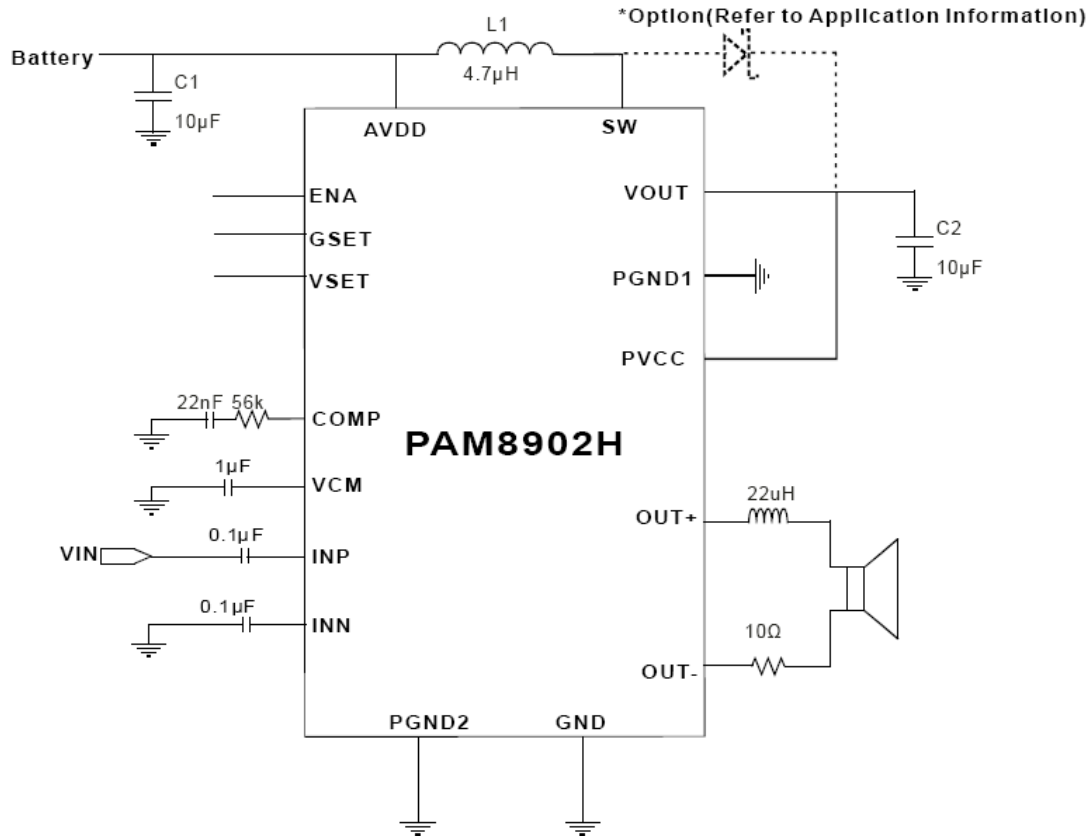 *Option(Refer to Application Information)
L1
Battery
4.7µH
C1
10µF
AVDD
SW
ENA
VOUT
GSET
C2
VSET
PGND1
10µF
PVCC
22nF 56k
COMP
PAM8902H
1µF
VCM
22uH
OUT+
0.1µF
VIN
INP
0.1µF
INN
10Ω
OUT-
PGND2
GND